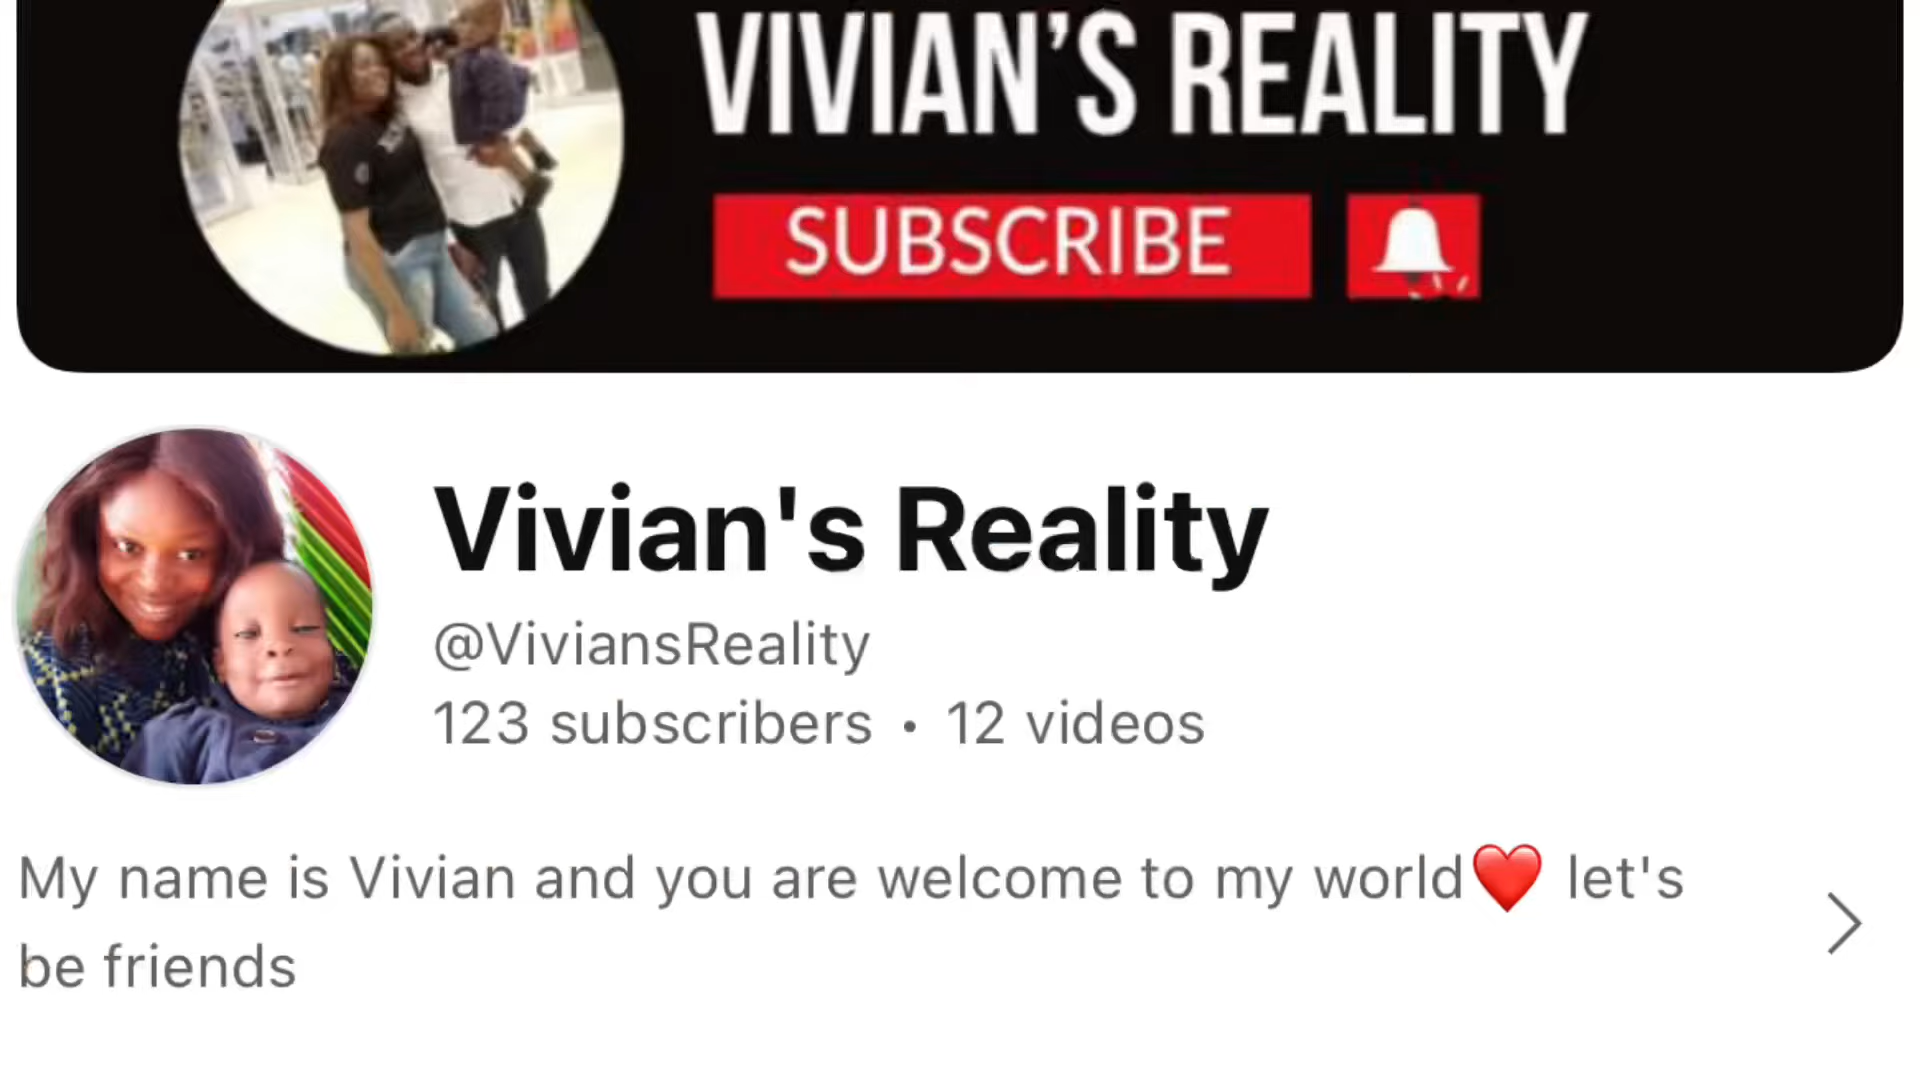 VIVIAN’S REALITY
SUBSCRIBE
Vivian's Reality
@ViviansReality
123 subscribers • 12 videos
My name is Vivian and you are welcome to my world❤️ let's
be friends